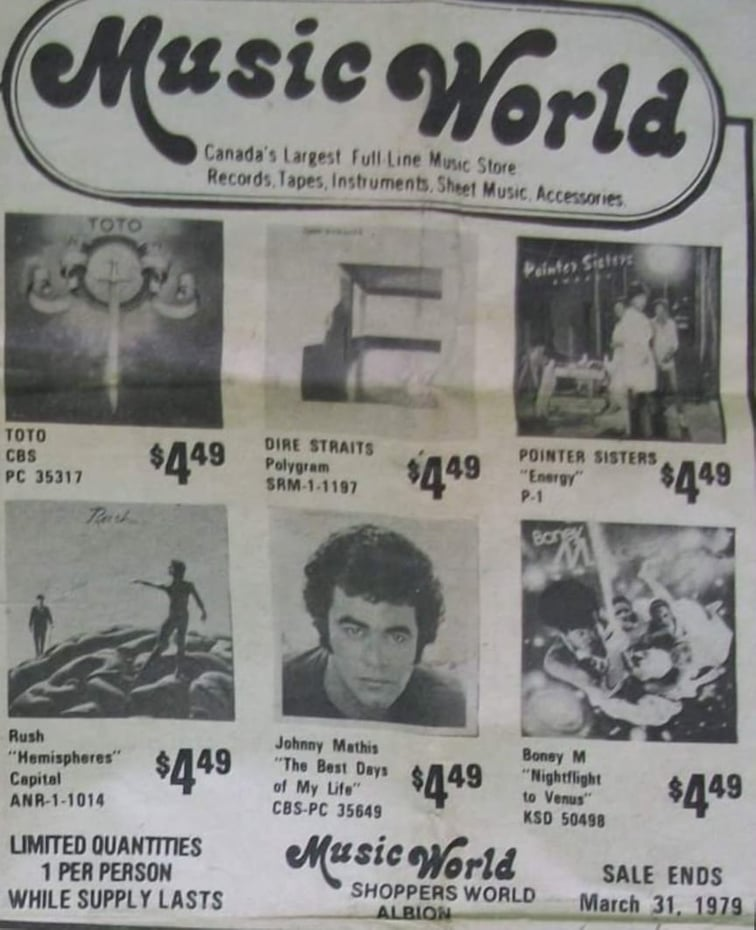 Music World
Canada's Largest Full-Line Music Store
Records, Tapes, Instruments, Sheet Music, Accessories.
TOTO
Pointer Sisters
TOTO
CBS
PC 35317
$4.49
DIRE STRAITS
Polygram
SRM-1-1197
$4.49
POINTER SISTERS
"Energy"
P-1
$4.49
Rush
Boney
M
Rush
"Hemispheres"
Capital
ANR-1-1014
$4.49
Johnny Mathis
"The Best Days
of My Life"
CBS-PC 35649
$4.49
Boney M
"Nightflight
to Venus"
KSD 50498
$4.49
LIMITED QUANTITIES
1 PER PERSON
WHILE SUPPLY LASTS
Music World
SHOPPERS WORLD
ALBION
SALE ENDS
March 31, 1979